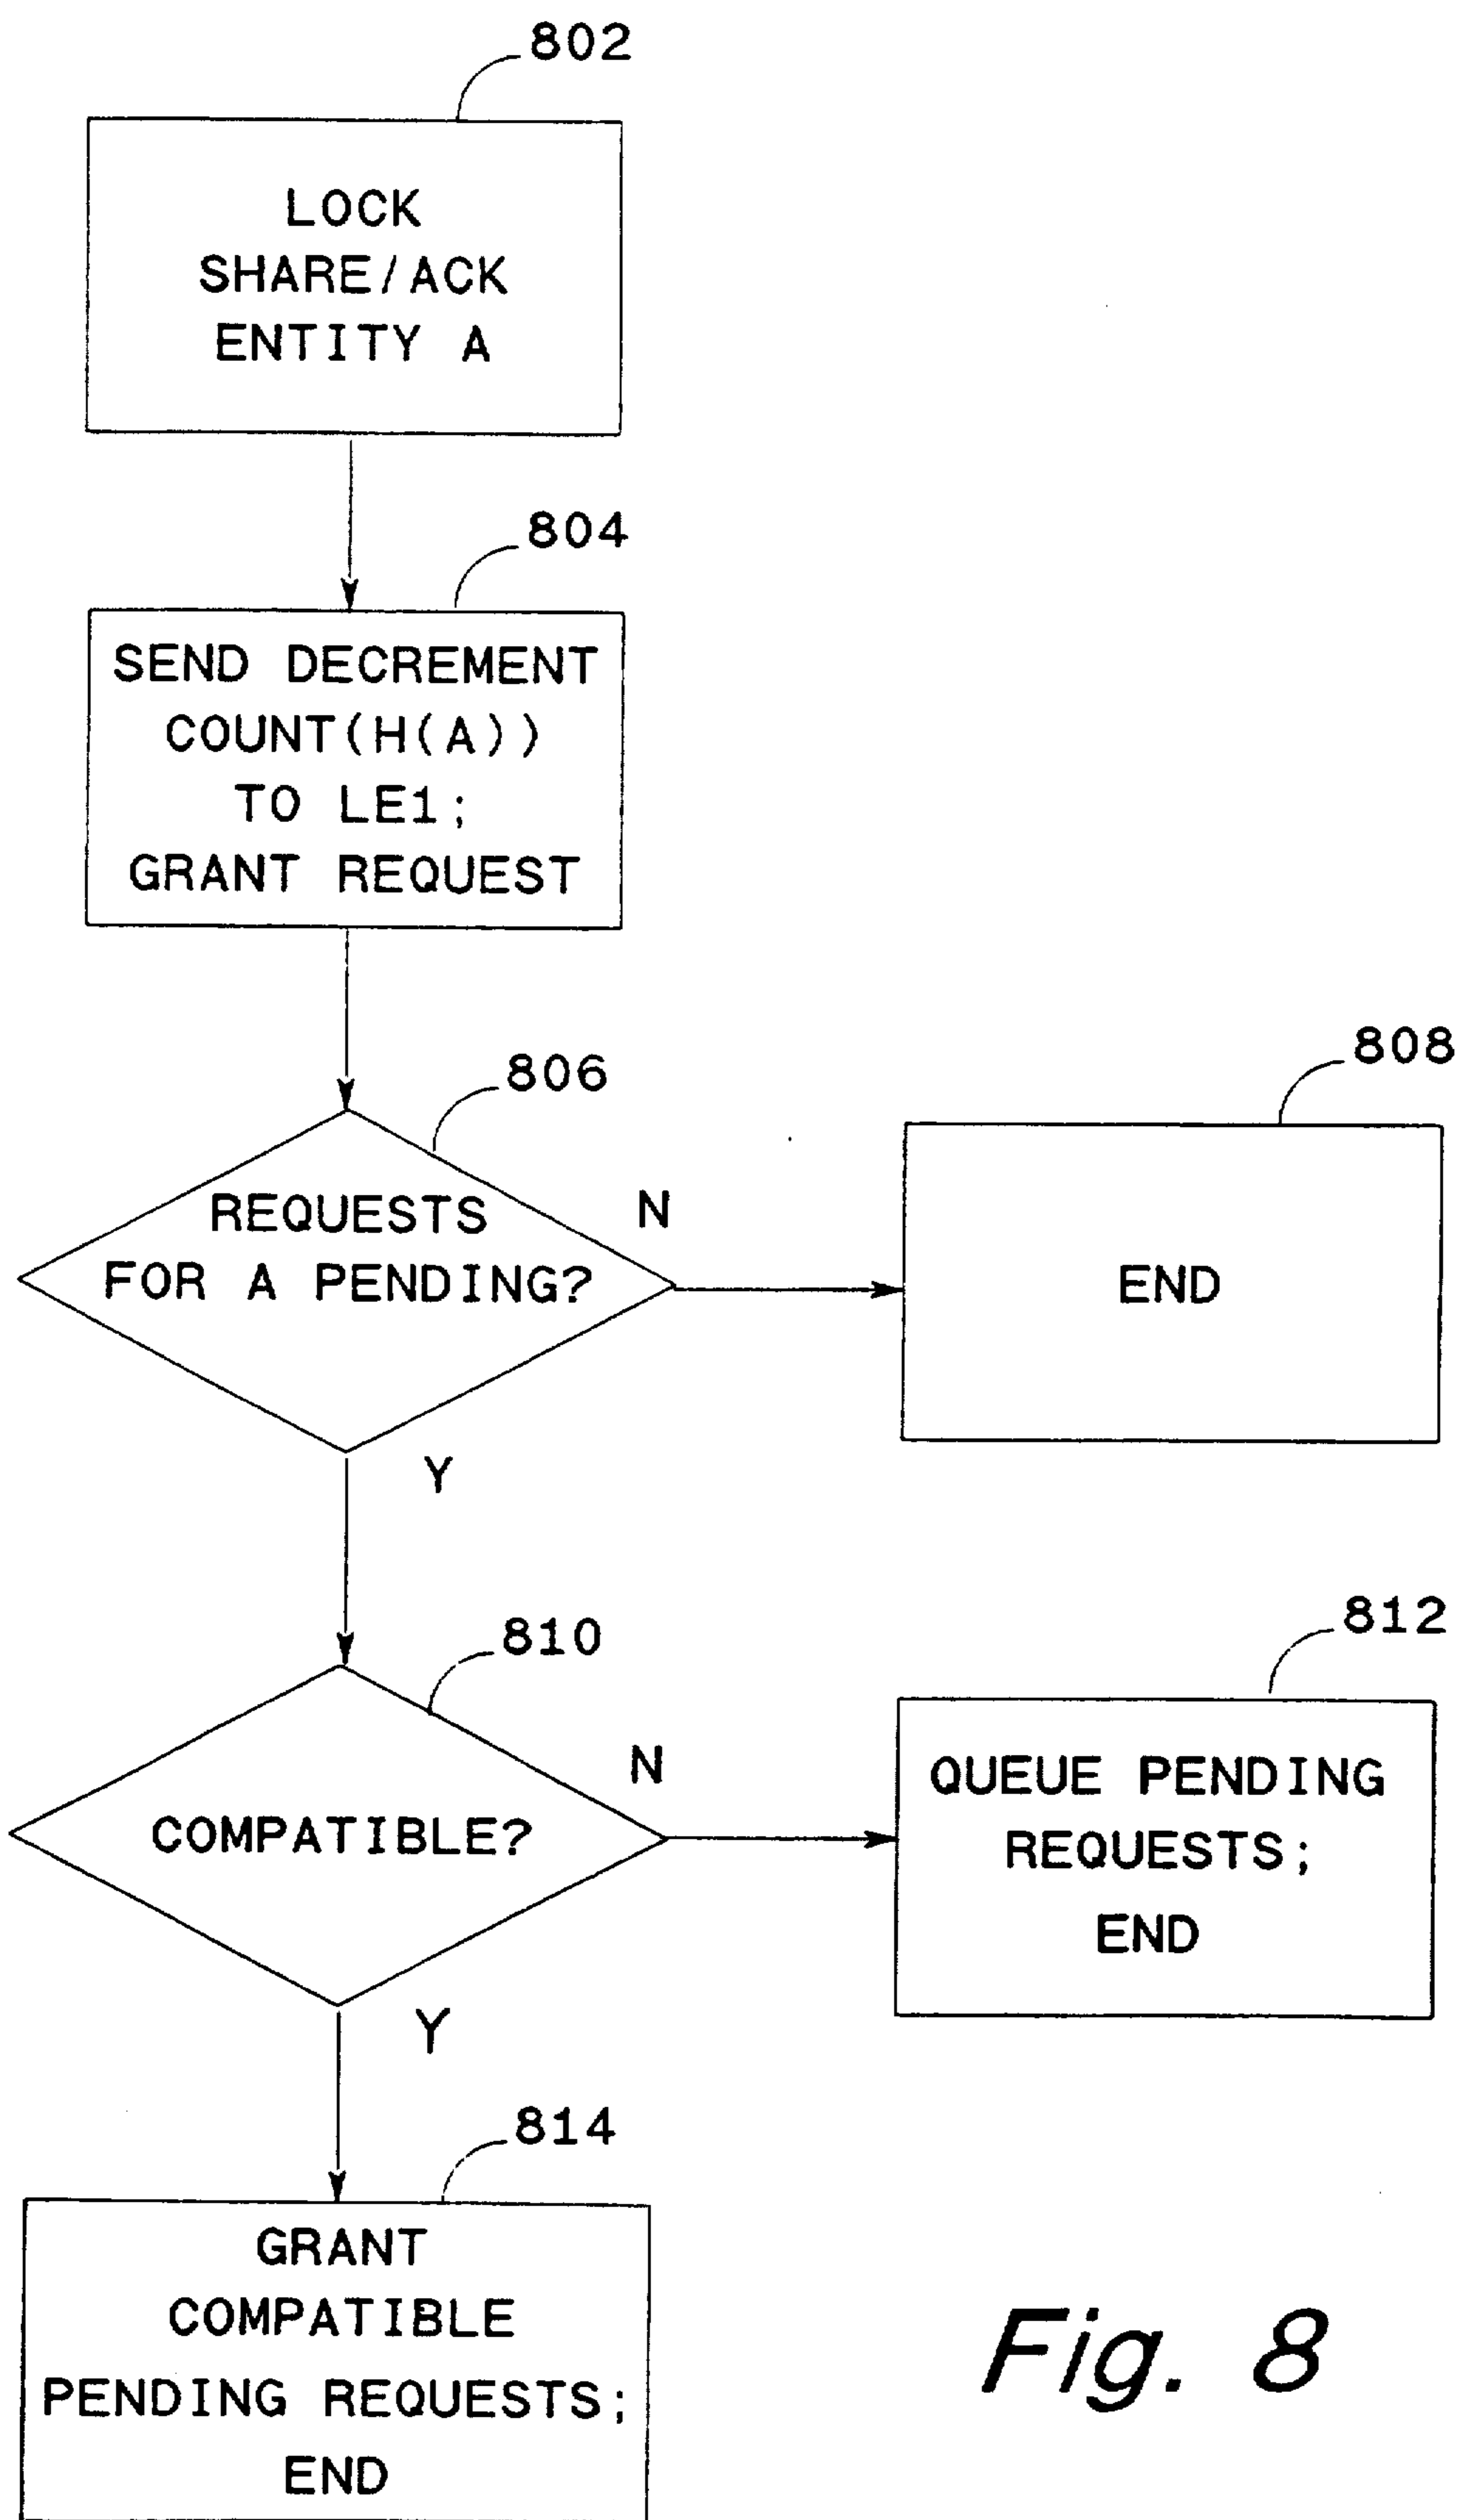 802
LOCK
SHARE/ACK
ENTITY A
804
SEND DECREMENT
COUNT(H(A))
TO LE1;
GRANT REQUEST
806
REQUESTS
FOR A PENDING?
N
808
END
Y
810
COMPATIBLE?
N
812
QUEUE PENDING
REQUESTS;
END
Y
814
GRANT
COMPATIBLE
PENDING REQUESTS;
END
Fig. 8